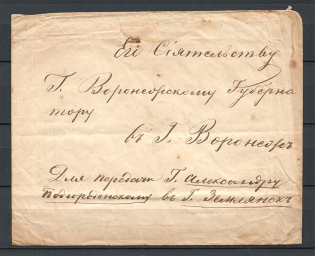 Его Сіятельству
Г. Воронежскому Губерна
тору
въ Г. Воронежъ
Для передачи Г. Александру
въ Г. Землянскъ